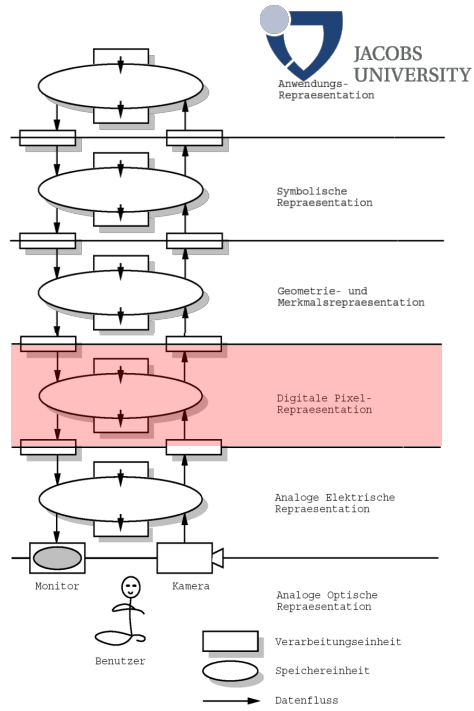 JACOBS
UNIVERSITY
Anwendungs-
Repraesentation
Symbolische
Repraesentation
Geometrie- und
Merkmalsrepraesentation
Digitale Pixel-
Repraesentation
Analoge Elektrische
Repraesentation
Monitor
Kamera
Analoge Optische
Repraesentation
Benutzer
Verarbeitungseinheit
Speichereinheit
Datenfluss